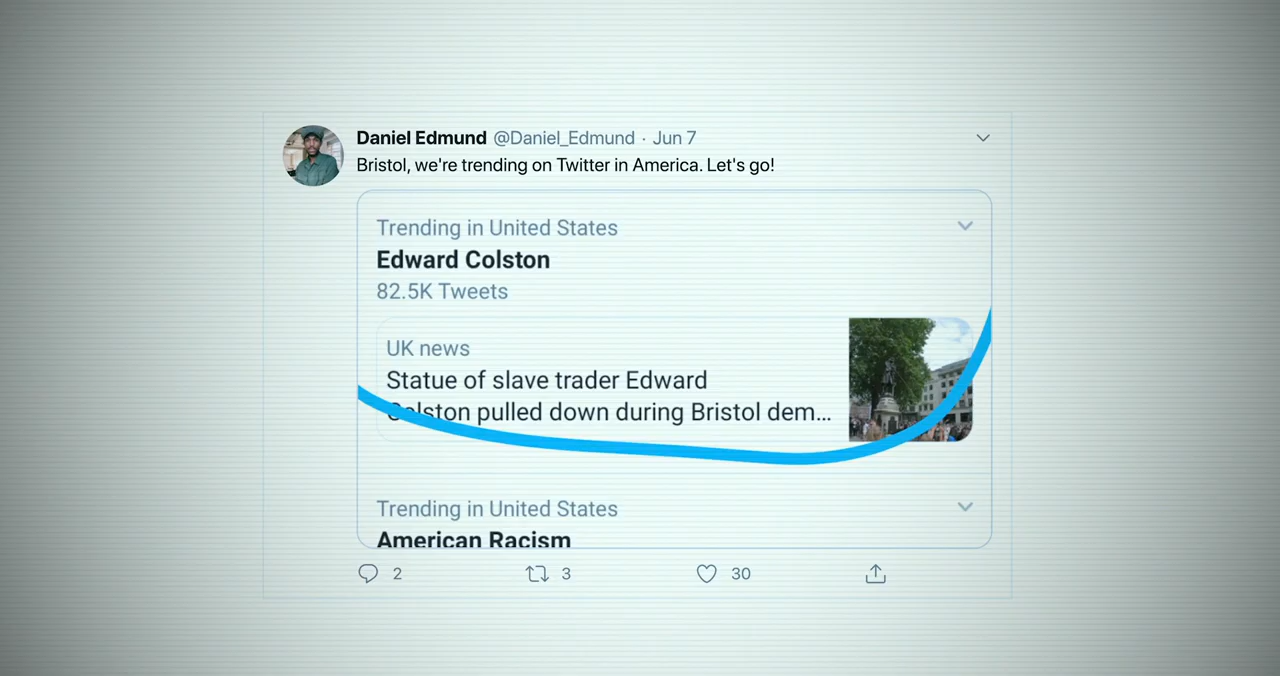 Daniel Edmund @Daniel_Edmund · Jun 7
Bristol, we're trending on Twitter in America. Let's go!
Trending in United States
Edward Colston
82.5K Tweets
UK news
Statue of slave trader Edward
Colston pulled down during Bristol dem...
Trending in United States
American Racism
2 3 30